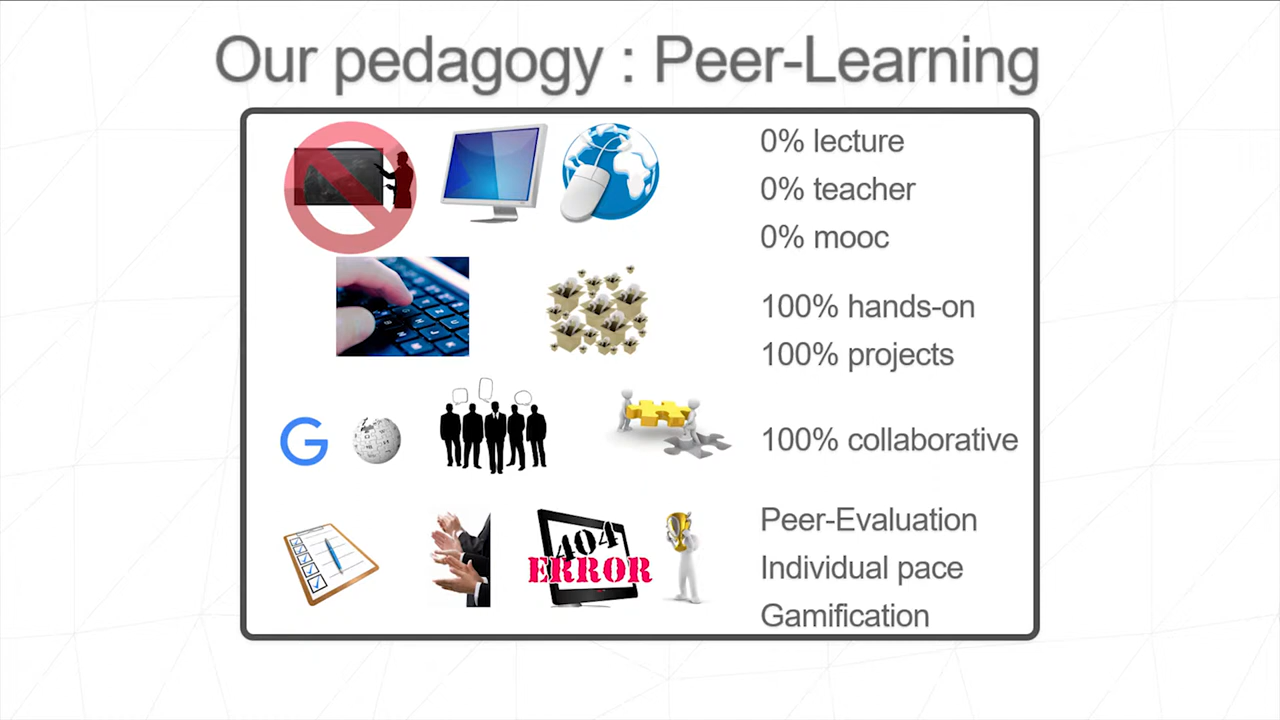 Our pedagogy : Peer-Learning
0% lecture
0% teacher
0% mooc
100% hands-on
100% projects
G
100% collaborative
404
ERROR
Peer-Evaluation
Individual pace
Gamification